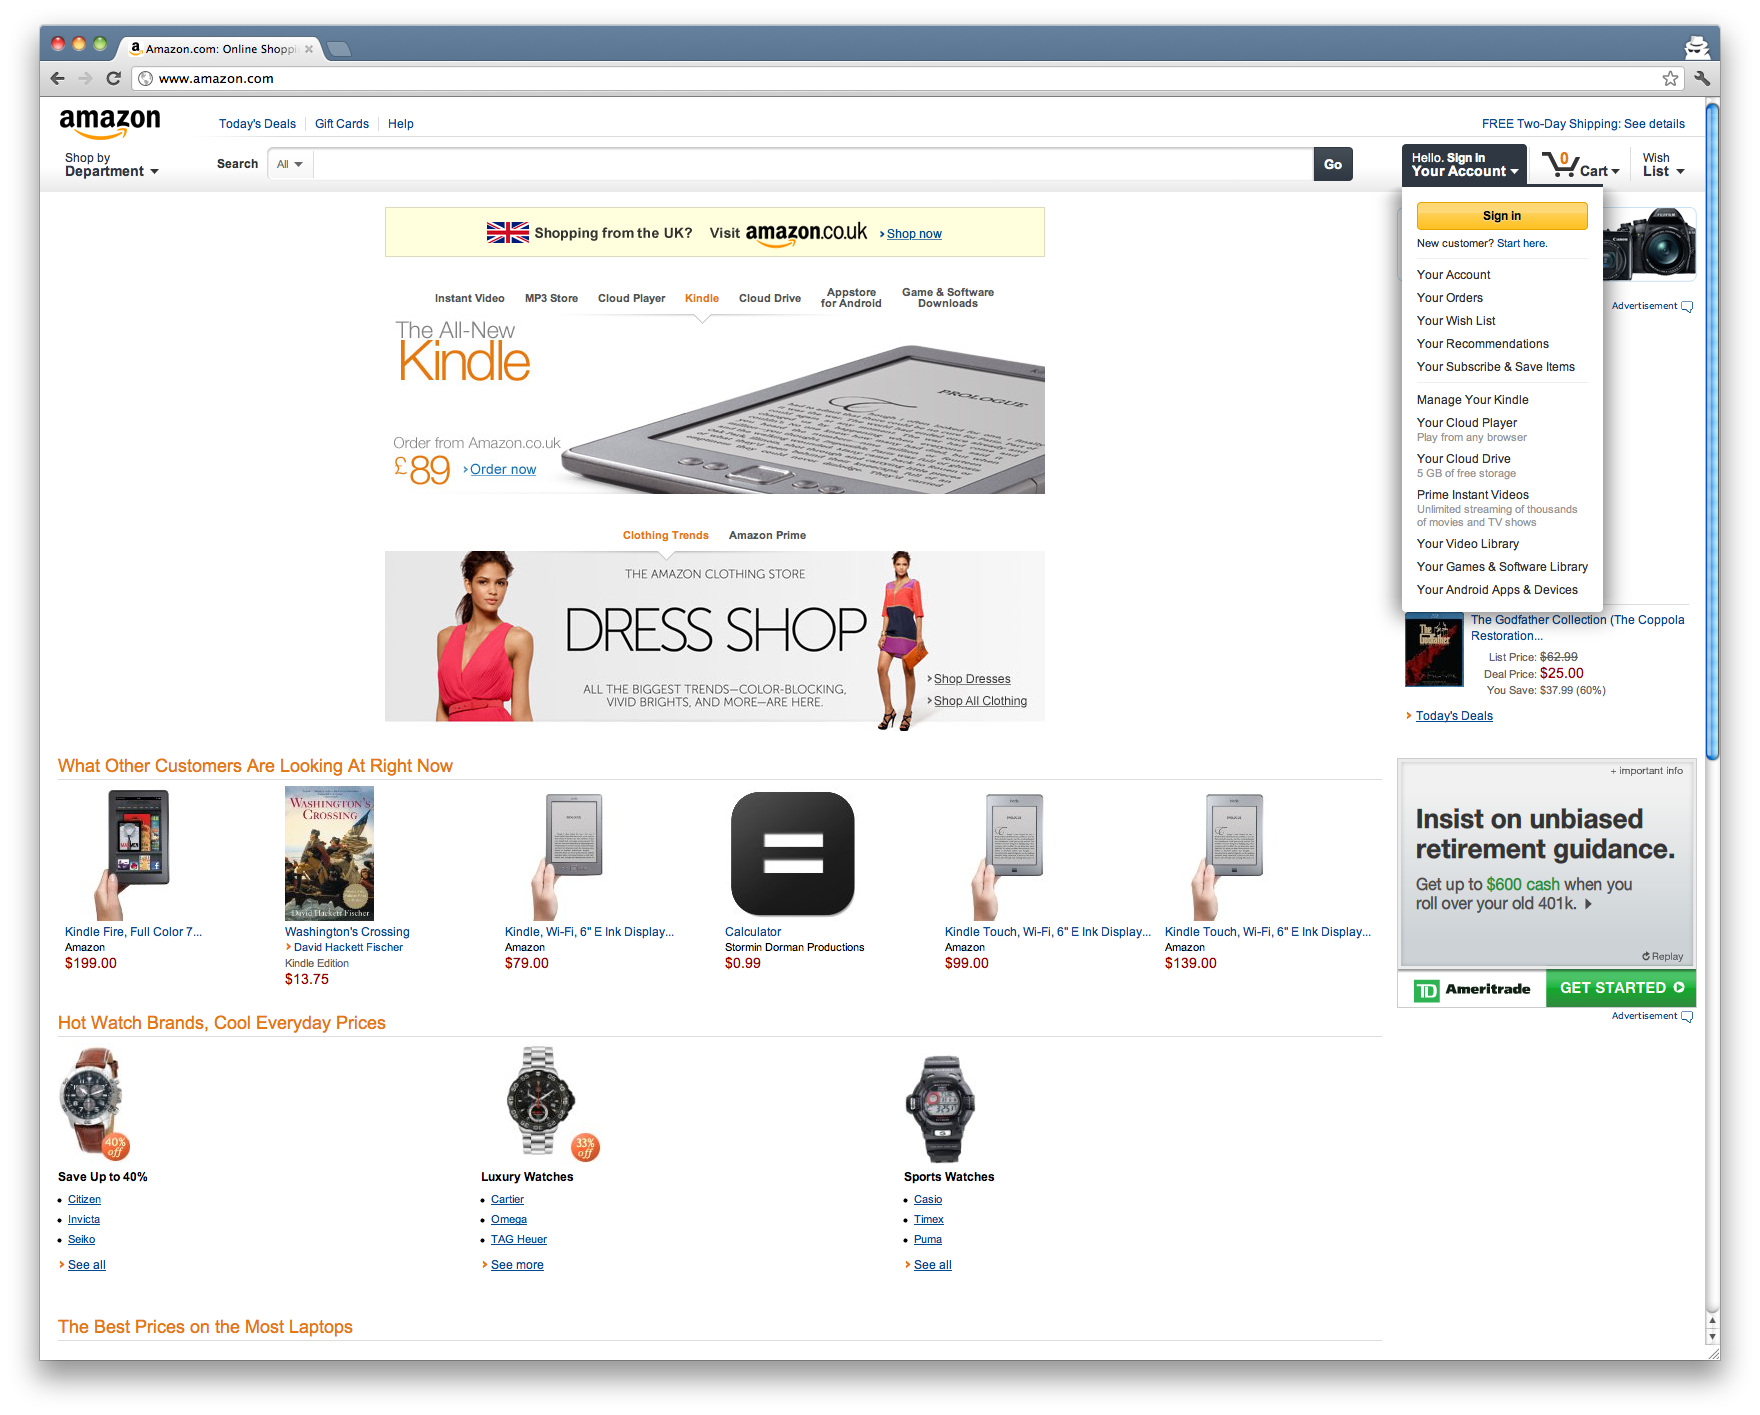 Amazon.com: Online Shoppi
www.amazon.com
amazon
Today's Deals
Gift Cards
Help
FREE Two-Day Shipping: See details
Shop by
Department
Search
All
Go
Hello. Sign In
Your Account
0
Cart
Wish
List
Shopping from the UK? Visit amazon.co.uk Shop now
Instant Video
MP3 Store
Cloud Player
Kindle
Cloud Drive
Appstore
for Android
Game & Software
Downloads
The All-New
Kindle
PROLOGUE
Order from Amazon.co.uk
£89
Order now
Clothing Trends
Amazon Prime
THE AMAZON CLOTHING STORE
DRESS SHOP
ALL THE BIGGEST TRENDS—COLOR-BLOCKING,
VIVID BRIGHTS, AND MORE—ARE HERE.
Shop Dresses
Shop All Clothing
Sign in
New customer? Start here.
Your Account
Your Orders
Your Wish List
Your Recommendations
Your Subscribe & Save Items
Manage Your Kindle
Your Cloud Player
Play from any browser
Your Cloud Drive
5 GB of free storage
Prime Instant Videos
Unlimited streaming of thousands
of movies and TV shows
Your Video Library
Your Games & Software Library
Your Android Apps & Devices
Advertisement
The
Godfather
The Godfather Collection (The Coppola
Restoration...
List Price: $62.99
Deal Price: $25.00
You Save: $37.99 (60%)
Today's Deals
What Other Customers Are Looking At Right Now
Kindle Fire, Full Color 7...
Amazon
$199.00
WASHINGTON'S
CROSSING
David Hackett Fischer
Washington's Crossing
David Hackett Fischer
Kindle Edition
$13.75
Kindle, Wi-Fi, 6" E Ink Display...
Amazon
$79.00
Calculator
Stormin Dorman Productions
$0.99
Kindle Touch, Wi-Fi, 6" E Ink Display...
Amazon
$99.00
Kindle Touch, Wi-Fi, 6" E Ink Display...
Amazon
$139.00
+ important info
Insist on unbiased
retirement guidance.
Get up to $600 cash when you
roll over your old 401k.
Replay
TD Ameritrade
GET STARTED
Advertisement
Hot Watch Brands, Cool Everyday Prices
40%
off
Save Up to 40%
Citizen
Invicta
Seiko
See all
33%
off
Luxury Watches
Cartier
Omega
TAG Heuer
See more
Sports Watches
Casio
Timex
Puma
See all
The Best Prices on the Most Laptops